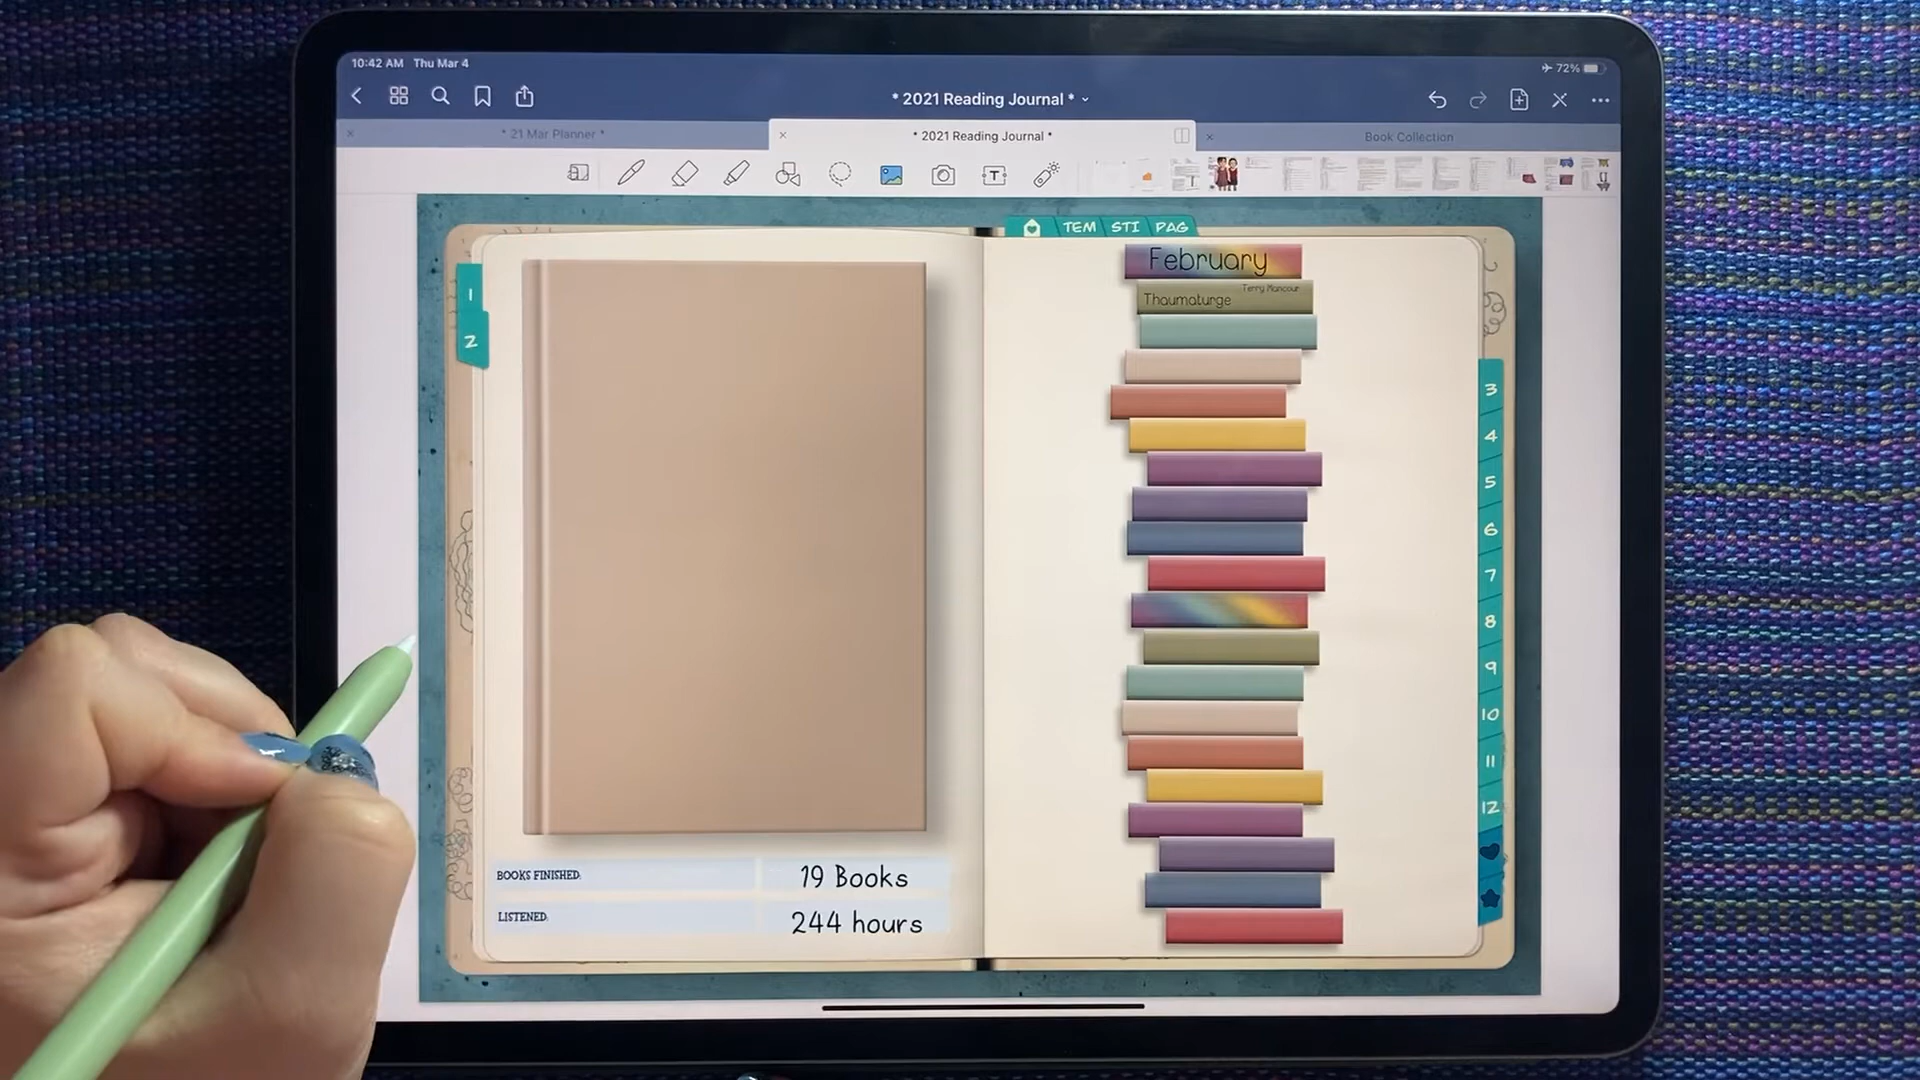 10:42 AM Thu Mar 4
72%
* 2021 Reading Journal *
* 21 Mar Planner *
* 2021 Reading Journal *
Book Collection
T
TEM STI PAG
February
Terry Mancour
Thaumaturge
1
2
3
4
5
6
7
8
9
10
11
12
BOOKS FINISHED:
19 Books
LISTENED:
244 hours